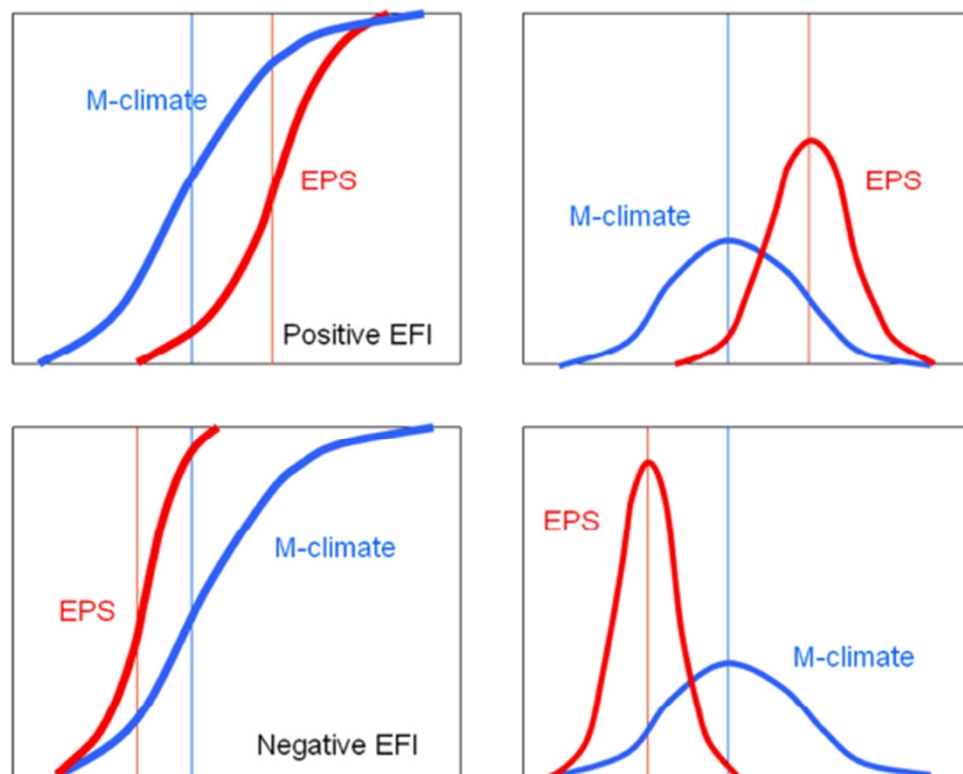 M-climate
EPS
Positive EFI
EPS
M-climate
M-climate
EPS
Negative EFI
EPS
M-climate